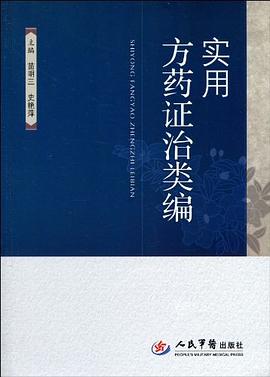 实用
方药证治类编
SHIYONG FANGYAO ZHENGZHI LEIBIAN
主编 苗明三 史艳萍
人民军医出版社
PEOPLE'S MILITARY MEDICAL PRESS